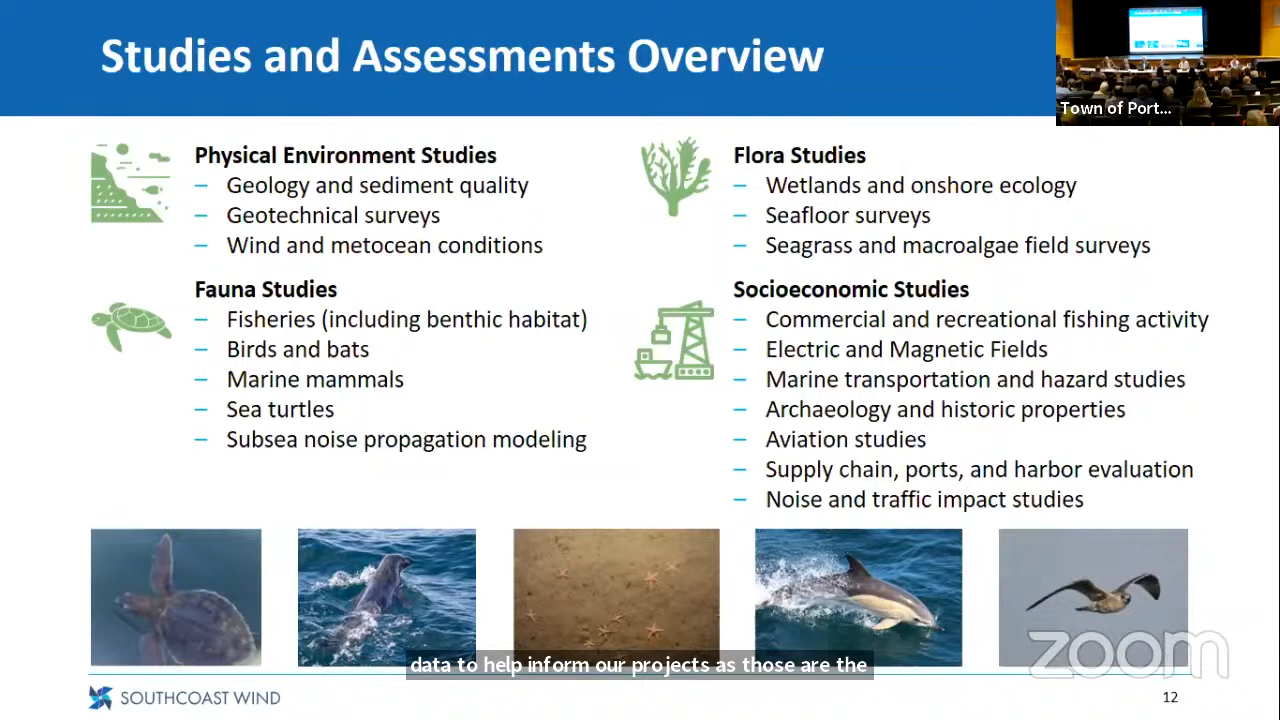 Studies and Assessments Overview
Town of Port...
Physical Environment Studies
– Geology and sediment quality
– Geotechnical surveys
– Wind and metocean conditions
Fauna Studies
– Fisheries (including benthic habitat)
– Birds and bats
– Marine mammals
– Sea turtles
– Subsea noise propagation modeling
Flora Studies
– Wetlands and onshore ecology
– Seafloor surveys
– Seagrass and macroalgae field surveys
Socioeconomic Studies
– Commercial and recreational fishing activity
– Electric and Magnetic Fields
– Marine transportation and hazard studies
– Archaeology and historic properties
– Aviation studies
– Supply chain, ports, and harbor evaluation
– Noise and traffic impact studies
data to help inform our projects as those are the
zoom
SOUTHCOAST WIND
12